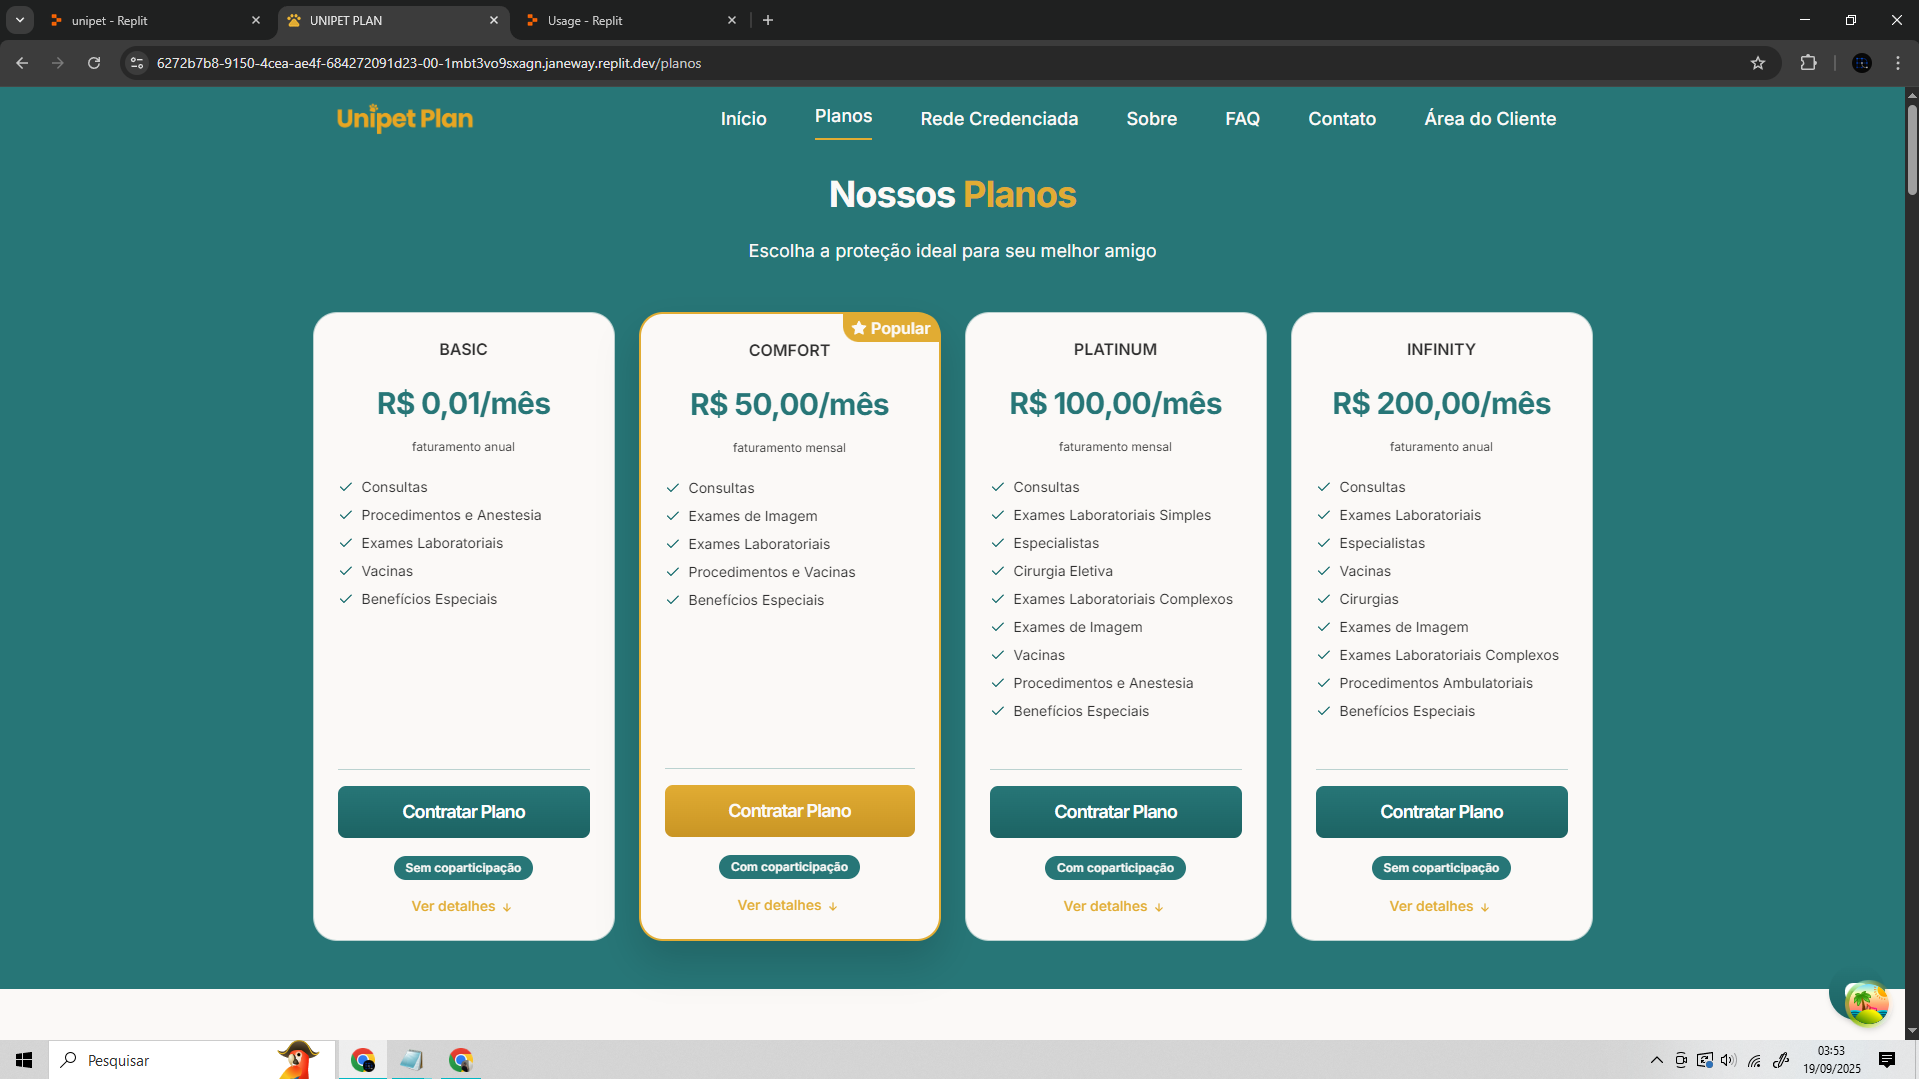 unipet - Replit
UNIPET PLAN
Usage - Replit
6272b7b8-9150-4cea-ae4f-684272091d23-00-1mbt3vo9sxagn.janeway.replit.dev/planos
Unipet Plan
Início
Planos
Rede Credenciada
Sobre
FAQ
Contato
Área do Cliente
Nossos Planos
Escolha a proteção ideal para seu melhor amigo
BASIC
R$ 0,01/mês
faturamento anual
Consultas
Procedimentos e Anestesia
Exames Laboratoriais
Vacinas
Benefícios Especiais
Contratar Plano
Sem coparticipação
Ver detalhes ↓
Popular
COMFORT
R$ 50,00/mês
faturamento mensal
Consultas
Exames de Imagem
Exames Laboratoriais
Procedimentos e Vacinas
Benefícios Especiais
Contratar Plano
Com coparticipação
Ver detalhes ↓
PLATINUM
R$ 100,00/mês
faturamento mensal
Consultas
Exames Laboratoriais Simples
Especialistas
Cirurgia Eletiva
Exames Laboratoriais Complexos
Exames de Imagem
Vacinas
Procedimentos e Anestesia
Benefícios Especiais
Contratar Plano
Com coparticipação
Ver detalhes ↓
INFINITY
R$ 200,00/mês
faturamento anual
Consultas
Exames Laboratoriais
Especialistas
Vacinas
Cirurgias
Exames de Imagem
Exames Laboratoriais Complexos
Procedimentos Ambulatoriais
Benefícios Especiais
Contratar Plano
Sem coparticipação
Ver detalhes ↓
Pesquisar
03:53
19/09/2025